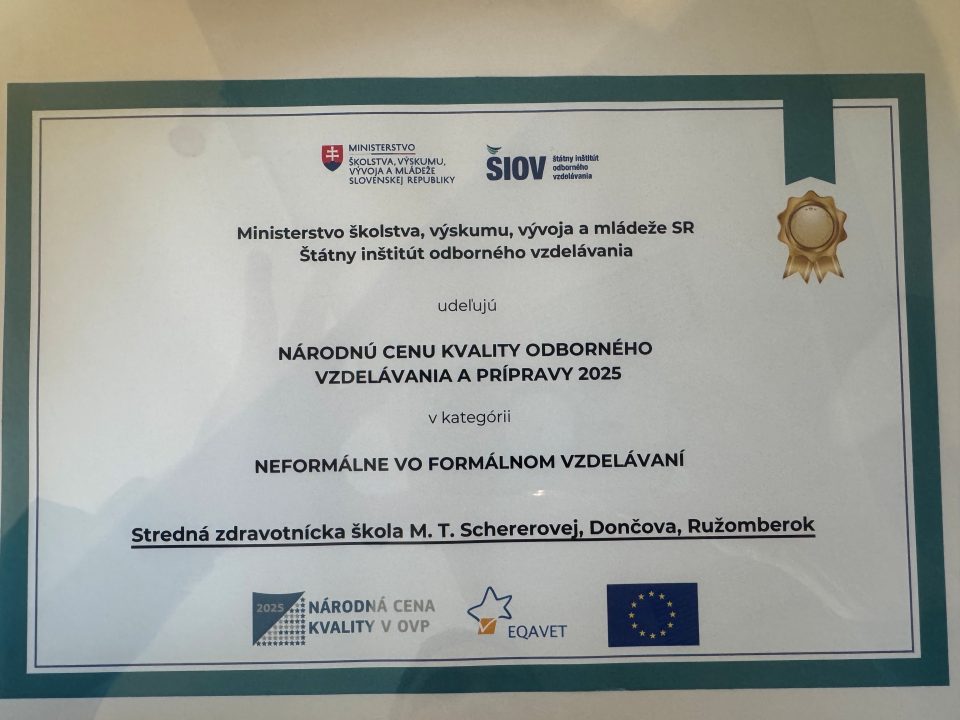 MINISTERSTVO
ŠKOLSTVA, VÝSKUMU,
VÝVOJA A MLÁDEŽE
SLOVENSKEJ REPUBLIKY
ŠIOV
štátny inštitút
odborného
vzdelávania
Ministerstvo školstva, výskumu, vývoja a mládeže SR
Štátny inštitút odborného vzdelávania
udeľujú
NÁRODNÚ CENU KVALITY ODBORNÉHO
VZDELÁVANIA A PRÍPRAVY 2025
v kategórii
NEFORMÁLNE VO FORMÁLNOM VZDELÁVANÍ
Stredná zdravotnícka škola M. T. Schererovej, Dončova, Ružomberok
2025
NÁRODNÁ CENA
KVALITY V OVP
EQAVET